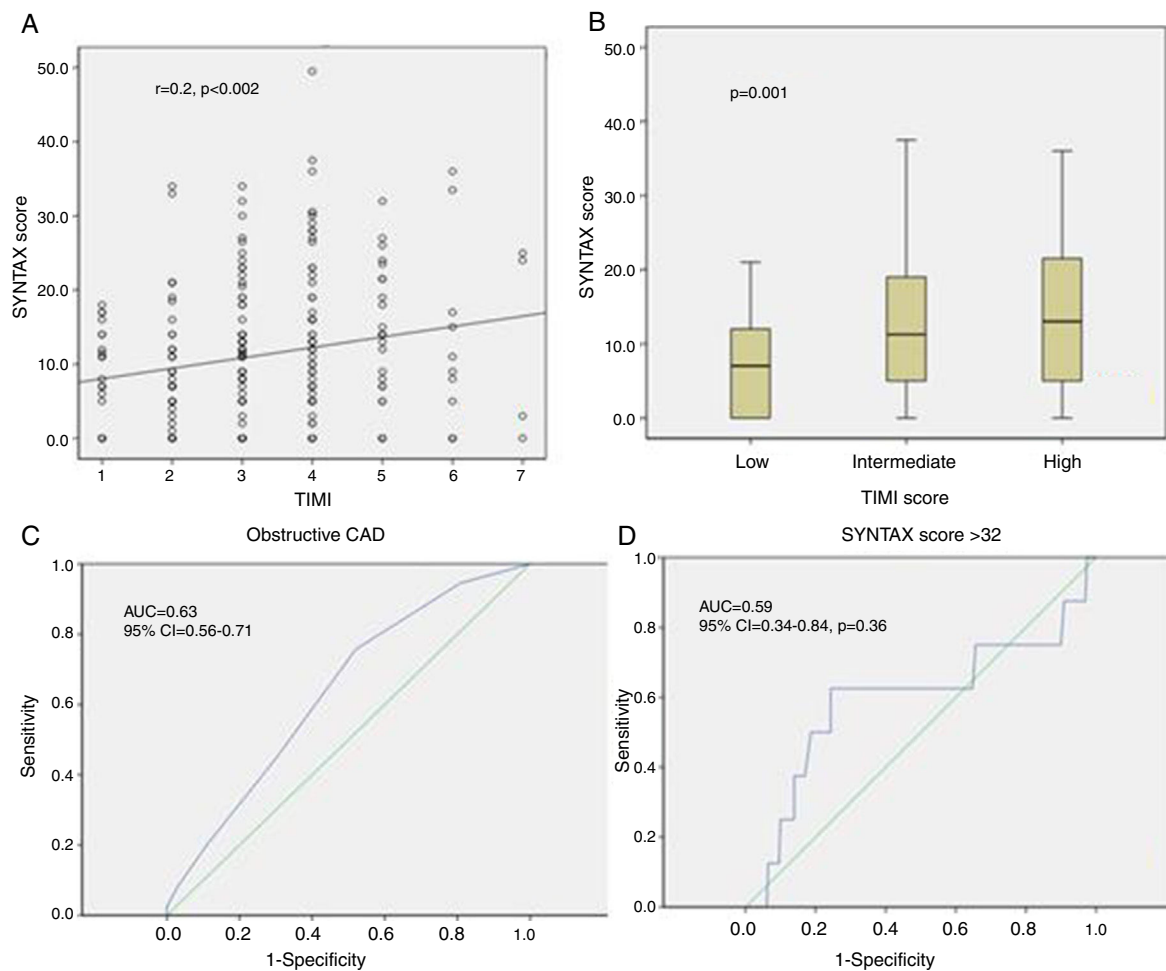 A
r=0.2, p<0.002
50.0
40.0
30.0
20.0
10.0
0.0
SYNTAX score
1 2 3 4 5 6 7
TIMI
B
p=0.001
50.0
40.0
30.0
20.0
10.0
0.0
SYNTAX score
Low Intermediate High
TIMI score
C
Obstructive CAD
AUC=0.63
95% CI=0.56-0.71
1.0
0.8
0.6
0.4
0.2
0.0
Sensitivity
0.0 0.2 0.4 0.6 0.8 1.0
1-Specificity
D
SYNTAX score >32
AUC=0.59
95% CI=0.34-0.84, p=0.36
1.0
0.8
0.6
0.4
0.2
0.0
Sensitivity
0.0 0.2 0.4 0.6 0.8 1.0
1-Specificity